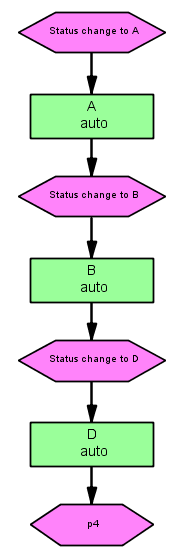 Status change to A
A
auto
Status change to B
B
auto
Status change to D
D
auto
p4